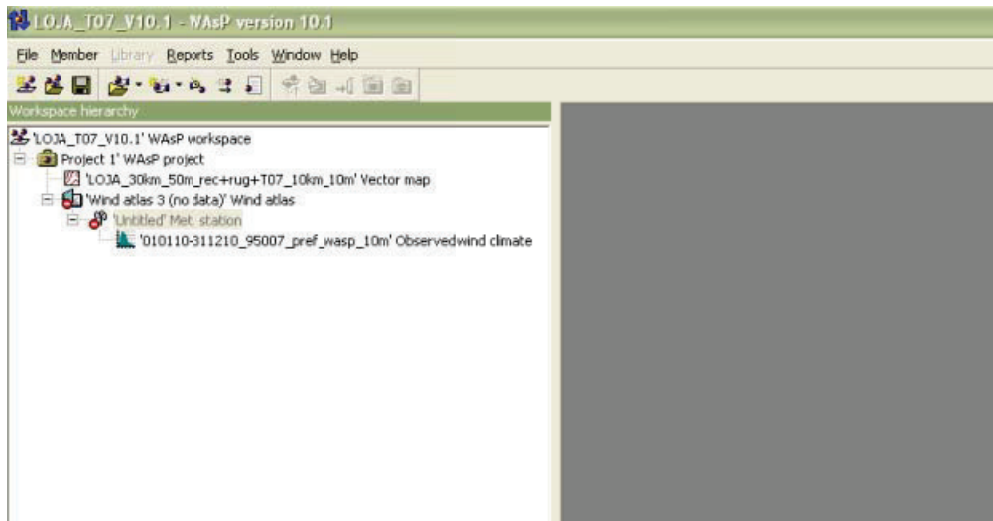 LOJA_T07_V10.1 - WAsP version 10.1
File Member Library Reports Tools Window Help
Workspace hierarchy
'LOJA_T07_V10.1' WAsP workspace
Project 1' WAsP project
'LOJA_30km_50m_rec+rug+T07_10km_10m' Vector map
'Wind atlas 3 (no data)' Wind atlas
'Untitled' Met. station
'010110-311210_95007_pref_wasp_10m' Observedwind climate